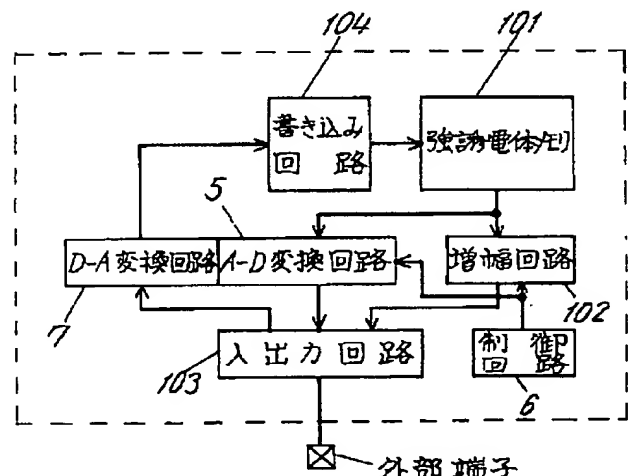 104
101
書き込み
回路
強誘電体メモリ
5
D-A変換回路
A-D変換回路
増幅回路
7
102
入出力回路
制御
回路
103
6
外部端子